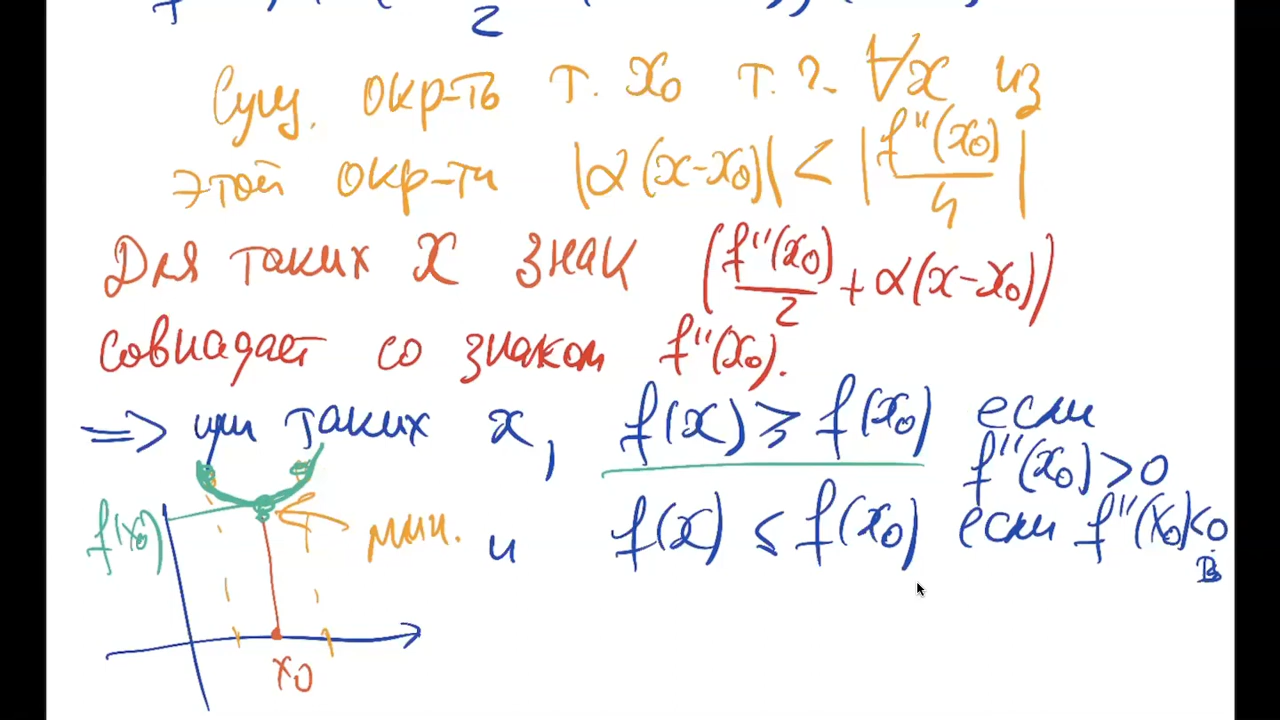 2
Сущ. окр-ть т. x₀ т.ч. ∀x из
этой окр-ти |α(x-x₀)| < |f''(x₀)/4|
Для таких x знак (f''(x₀)/2 + α(x-x₀))
совпадает со знаком f''(x₀).
=> при таких x, f(x) ⩾ f(x₀) если
f''(x₀)>0
f(x₀) мин. и f(x) ⩽ f(x₀) если f''(x₀)<0
x₀